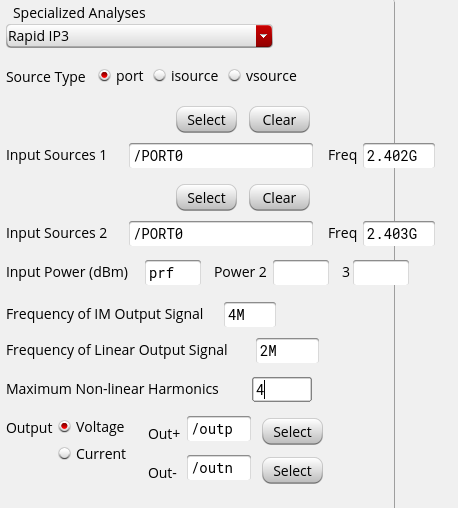 Specialized Analyses
Rapid IP3
Source Type port isource vsource
Select Clear
Input Sources 1 /PORT0 Freq 2.402G
Select Clear
Input Sources 2 /PORT0 Freq 2.403G
Input Power (dBm) prf Power 2 3
Frequency of IM Output Signal 4M
Frequency of Linear Output Signal 2M
Maximum Non-linear Harmonics 4
Output Voltage Out+ /outp Select
Current Out- /outn Select